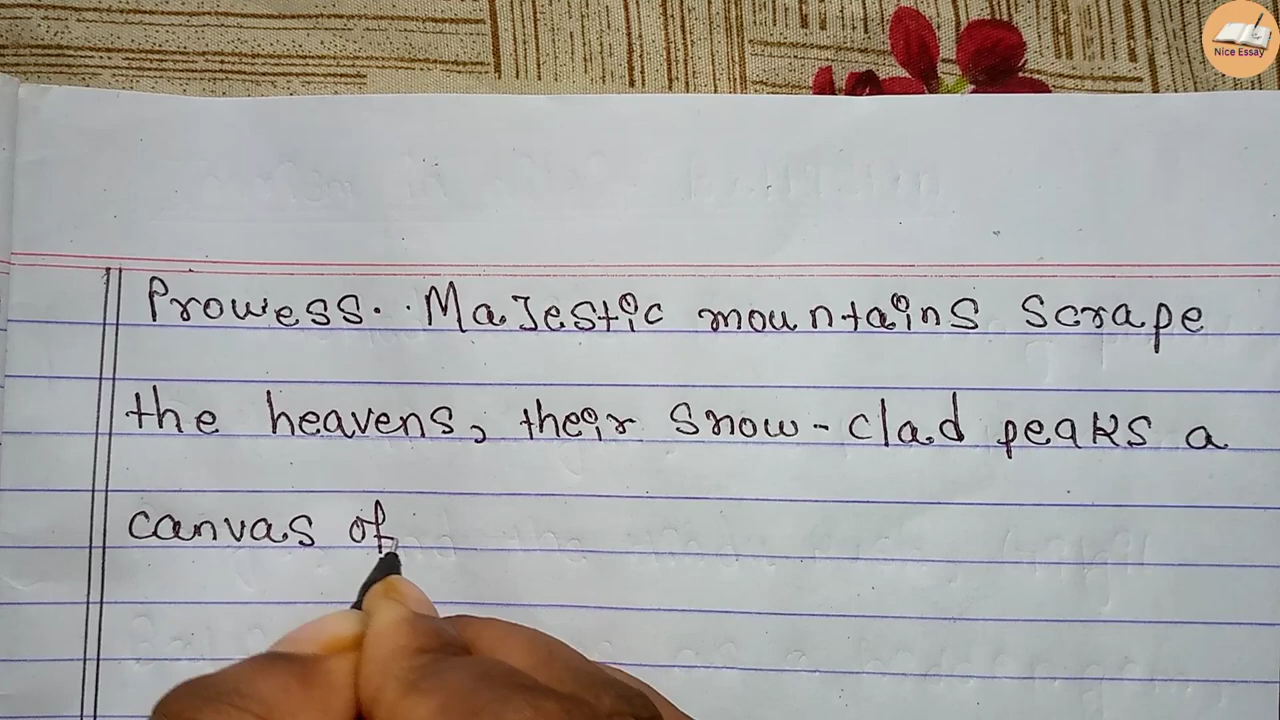 Nice Essay
Prowess. Majestic mountains scrape
the heavens, their snow-clad peaks a
canvas of